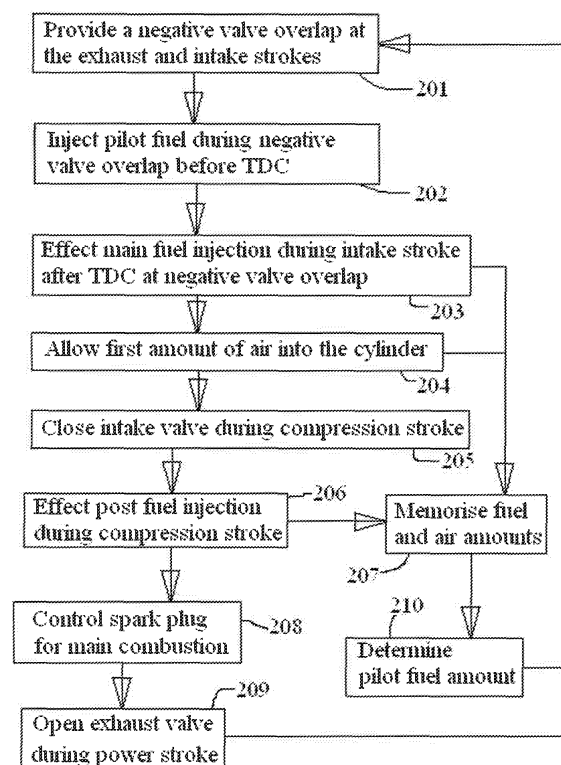 Provide a negative valve overlap at
the exhaust and intake strokes
201
Inject pilot fuel during negative
valve overlap before TDC
202
Effect main fuel injection during intake stroke
after TDC at negative valve overlap
203
Allow first amount of air into the cylinder
204
Close intake valve during compression stroke
205
Effect post fuel injection
during compression stroke
206
Memorise fuel
and air amounts
207
Control spark plug
for main combustion
208
210
Determine
pilot fuel amount
209
Open exhaust valve
during power stroke